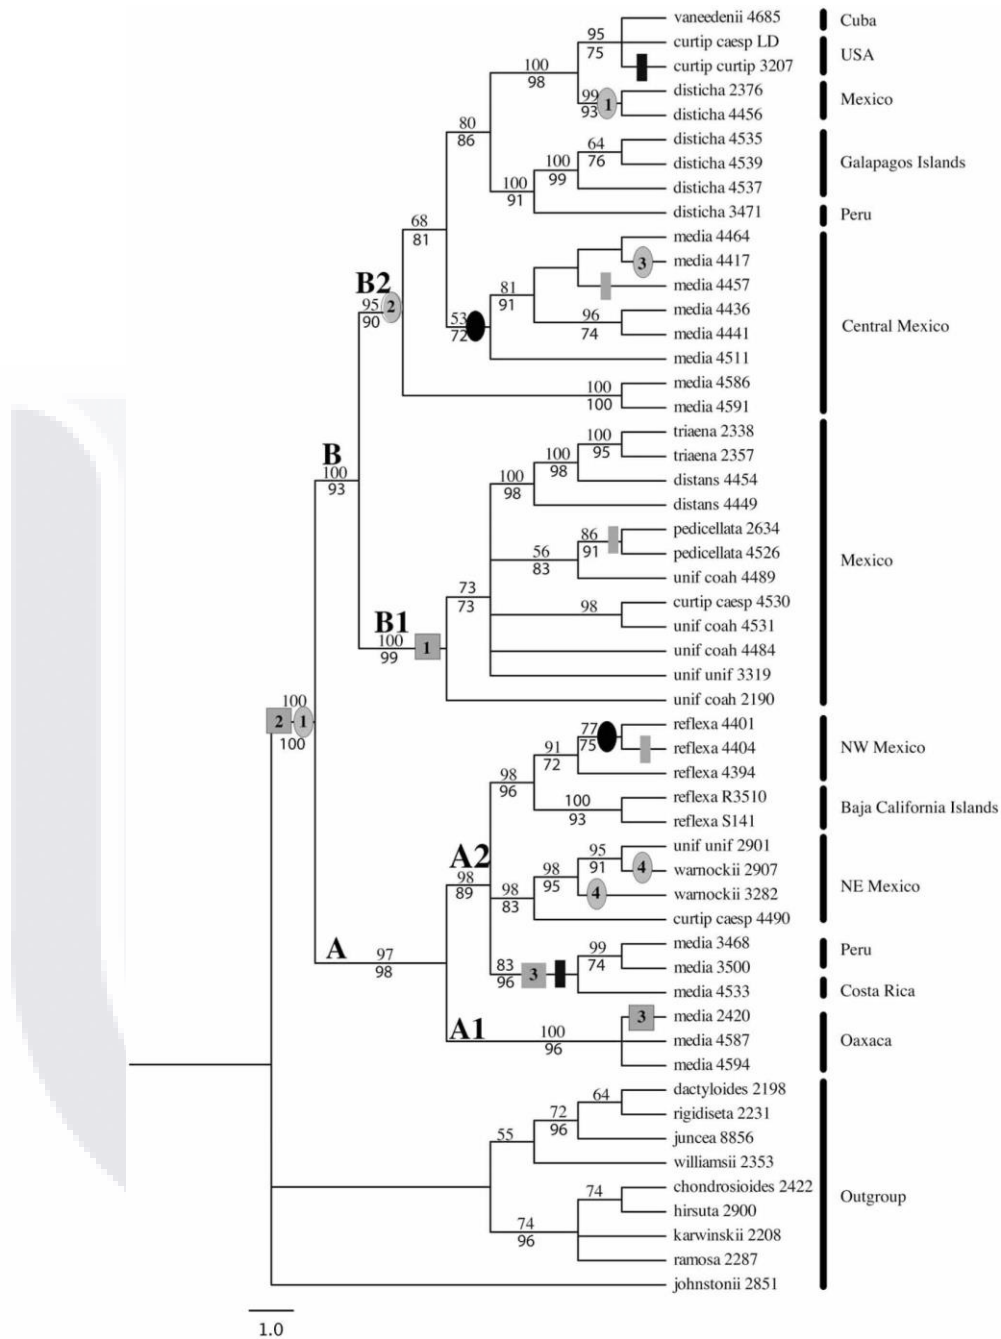 vaneedenii 4685
Cuba
95
75
curtip caesp LD
USA
curtip curtip 3207
100
98
disticha 2376
99
93
1
Mexico
disticha 4456
80
86
disticha 4535
64
76
disticha 4539
Galapagos Islands
100
99
disticha 4537
100
91
disticha 3471
Peru
68
81
media 4464
media 4417
3
media 4457
B2
95
90
2
81
91
media 4436
96
74
53
72
media 4441
Central Mexico
media 4511
media 4586
100
100
media 4591
triaena 2338
100
95
triaena 2357
100
98
distans 4454
B
100
93
100
98
distans 4449
pedicellata 2634
86
91
pedicellata 4526
56
83
Mexico
unif coah 4489
73
73
curtip caesp 4530
98
unif coah 4531
B1
100
99
1
unif coah 4484
unif unif 3319
unif coah 2190
100
2
1
100
reflexa 4401
77
75
reflexa 4404
NW Mexico
91
72
reflexa 4394
98
96
reflexa R3510
100
93
Baja California Islands
reflexa S141
unif unif 2901
A2
98
89
95
91
warnockii 2907
4
98
95
NE Mexico
98
83
warnockii 3282
4
curtip caesp 4490
A
97
98
media 3468
99
74
Peru
83
96
3
media 3500
media 4533
Costa Rica
media 2420
3
A1
100
96
media 4587
Oaxaca
media 4594
dactyloides 2198
64
rigidiseta 2231
72
96
juncea 8856
55
williamsii 2353
chondrosioides 2422
74
Outgroup
hirsuta 2900
74
96
karwinskii 2208
ramosa 2287
johnstonii 2851
1.0